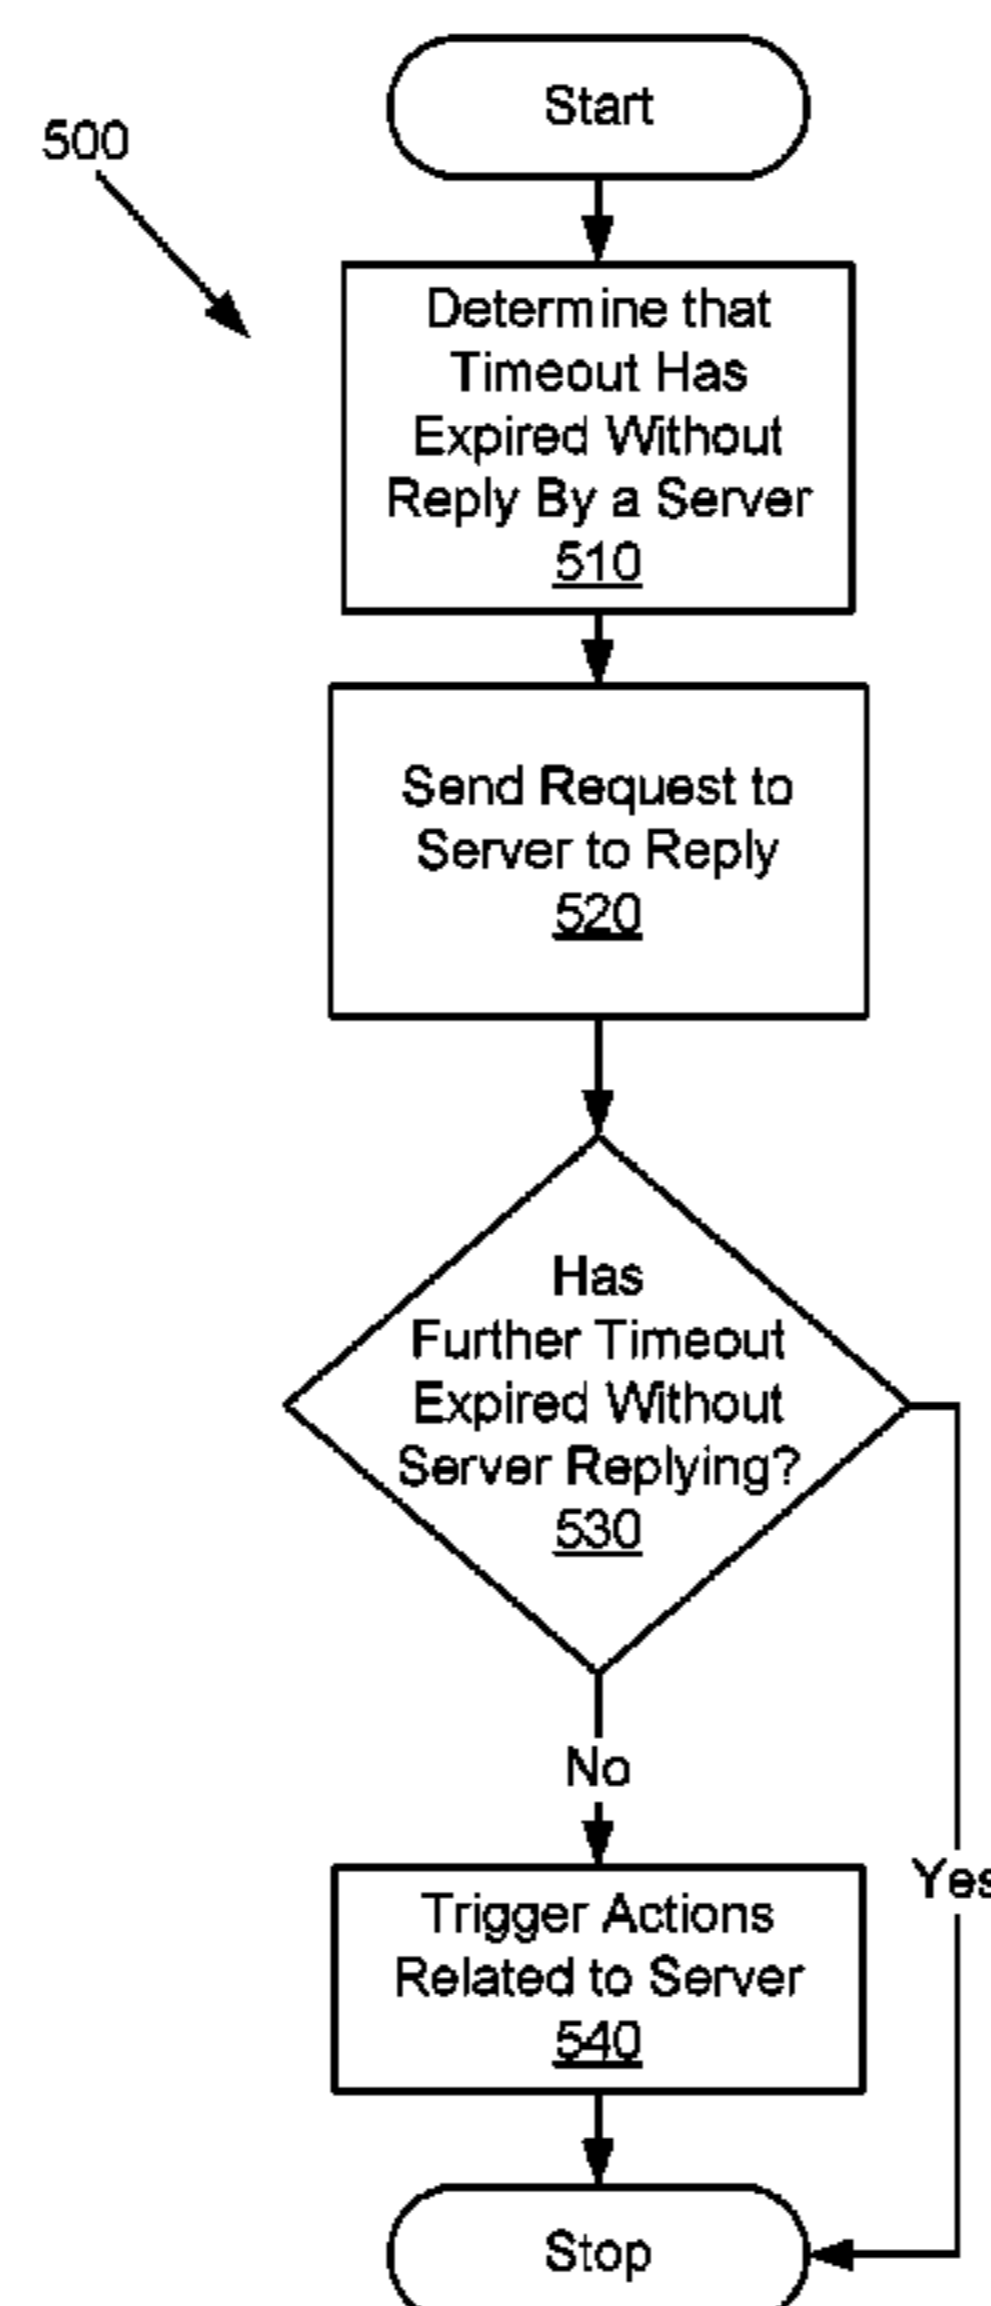 Start
500
Determine that
Timeout Has
Expired Without
Reply By a Server
510
Send Request to
Server to Reply
520
Has
Further Timeout
Expired Without
Server Replying?
530
No
Yes
Trigger Actions
Related to Server
540
Stop